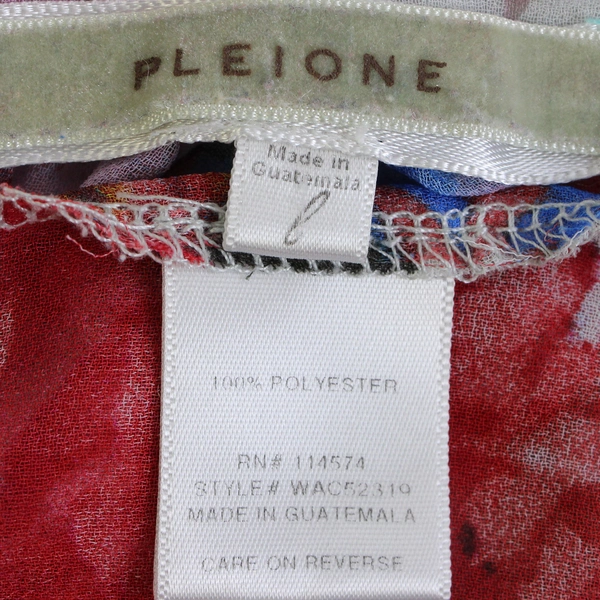 PLEIONE
Made in
Guatemala
l
100% POLYESTER
RN# 114574
STYLE# WAC52319
MADE IN GUATEMALA
CARE ON REVERSE